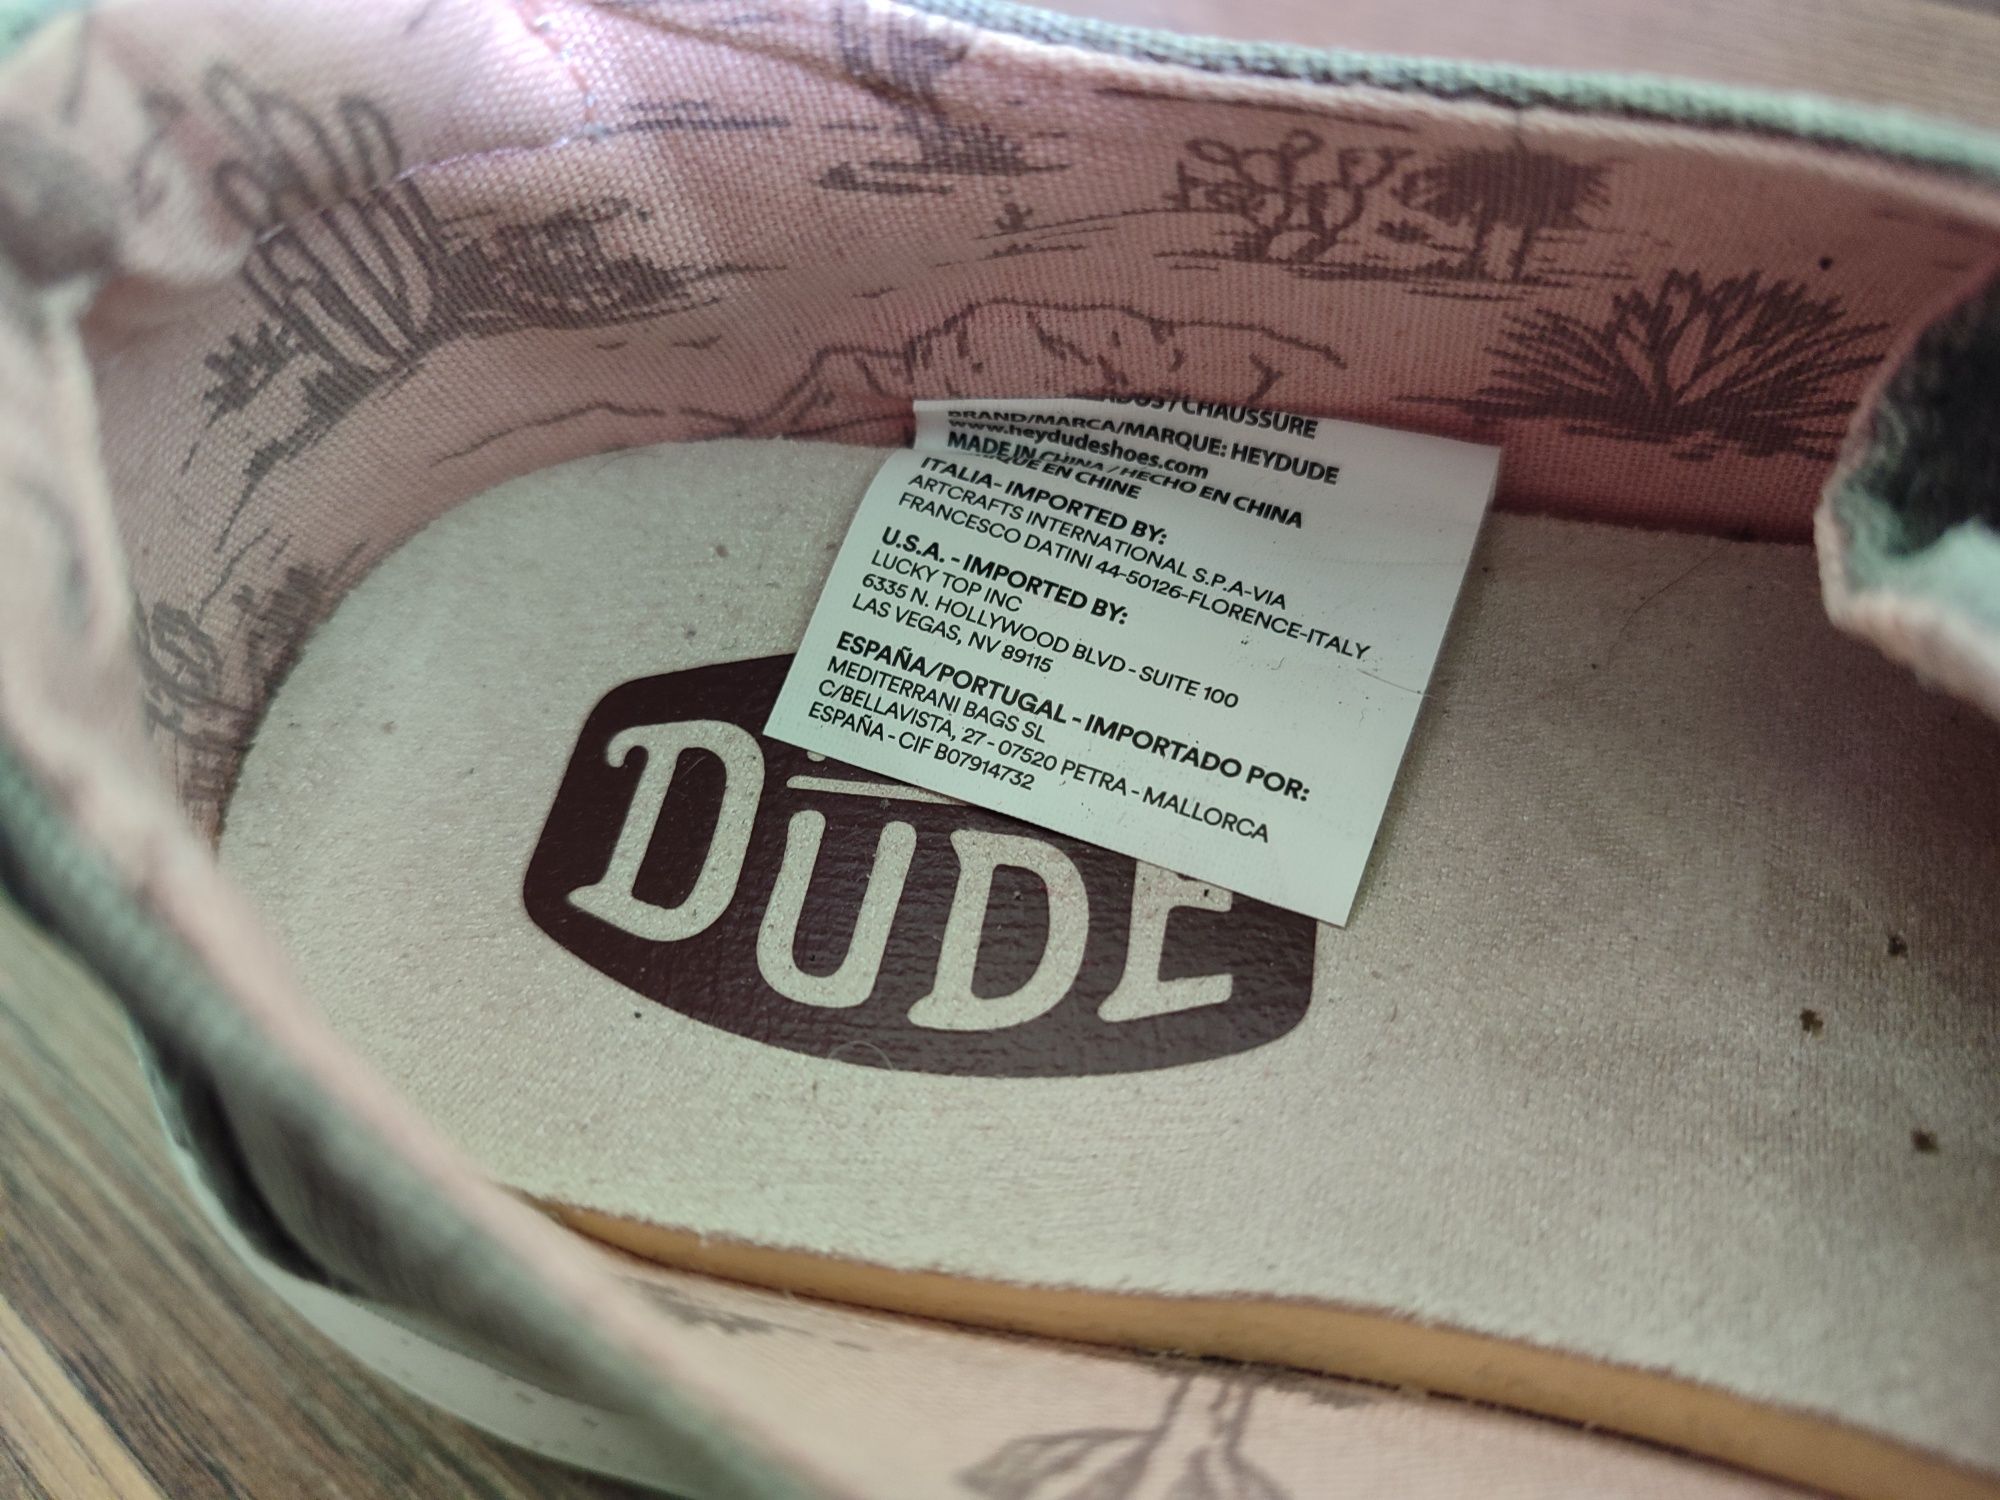 /CHAUSSURE
BRAND/MARCA/MARQUE: HEYDUDE
www.heydudeshoes.com
MADE IN CHINA / HECHO EN CHINA
EN CHINE
ITALIA- IMPORTED BY:
ARTCRAFTS INTERNATIONAL S.P.A-VIA
FRANCESCO DATINI 44-50126-FLORENCE-ITALY
U.S.A. - IMPORTED BY:
LUCKY TOP INC
6335 N. HOLLYWOOD BLVD - SUITE 100
LAS VEGAS, NV 89115
ESPAÑA/PORTUGAL - IMPORTADO POR:
MEDITERRANI BAGS SL
C/BELLAVISTA, 27 - 07520 PETRA - MALLORCA
ESPAÑA - CIF B07914732
DUDE